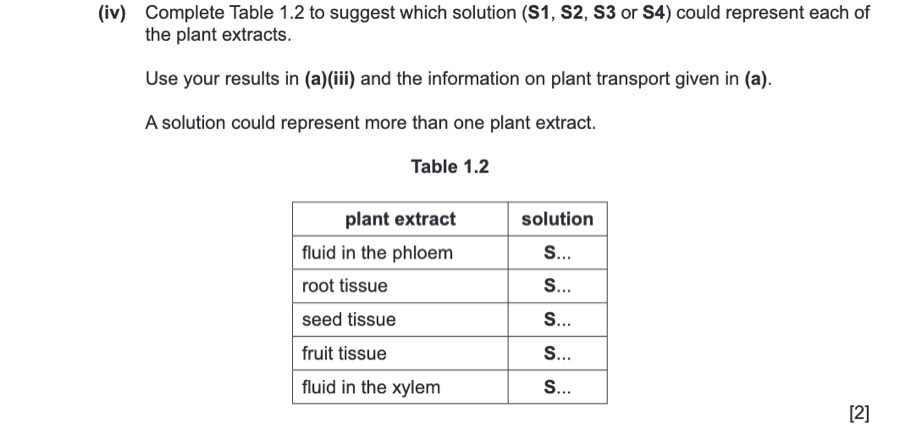 (iv) Complete Table 1.2 to suggest which solution (S1, S2, S3 or S4) could represent each of
the plant extracts.
Use your results in (a)(iii) and the information on plant transport given in (a).
A solution could represent more than one plant extract.
Table 1.2
plant extract solution
fluid in the phloem S...
root tissue S...
seed tissue S...
fruit tissue S...
fluid in the xylem S...
[2]